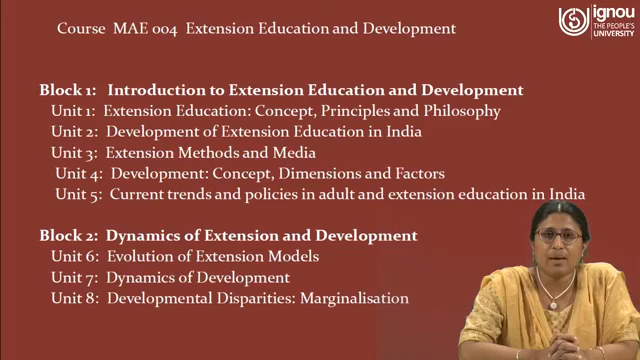 Course MAE 004 Extension Education and Development
ignou
THE PEOPLE'S
UNIVERSITY
Block 1: Introduction to Extension Education and Development
Unit 1: Extension Education: Concept, Principles and Philosophy
Unit 2: Development of Extension Education in India
Unit 3: Extension Methods and Media
Unit 4: Development: Concept, Dimensions and Factors
Unit 5: Current trends and policies in adult and extension education in India
Block 2: Dynamics of Extension and Development
Unit 6: Evolution of Extension Models
Unit 7: Dynamics of Development
Unit 8: Developmental Disparities: Marginalisation